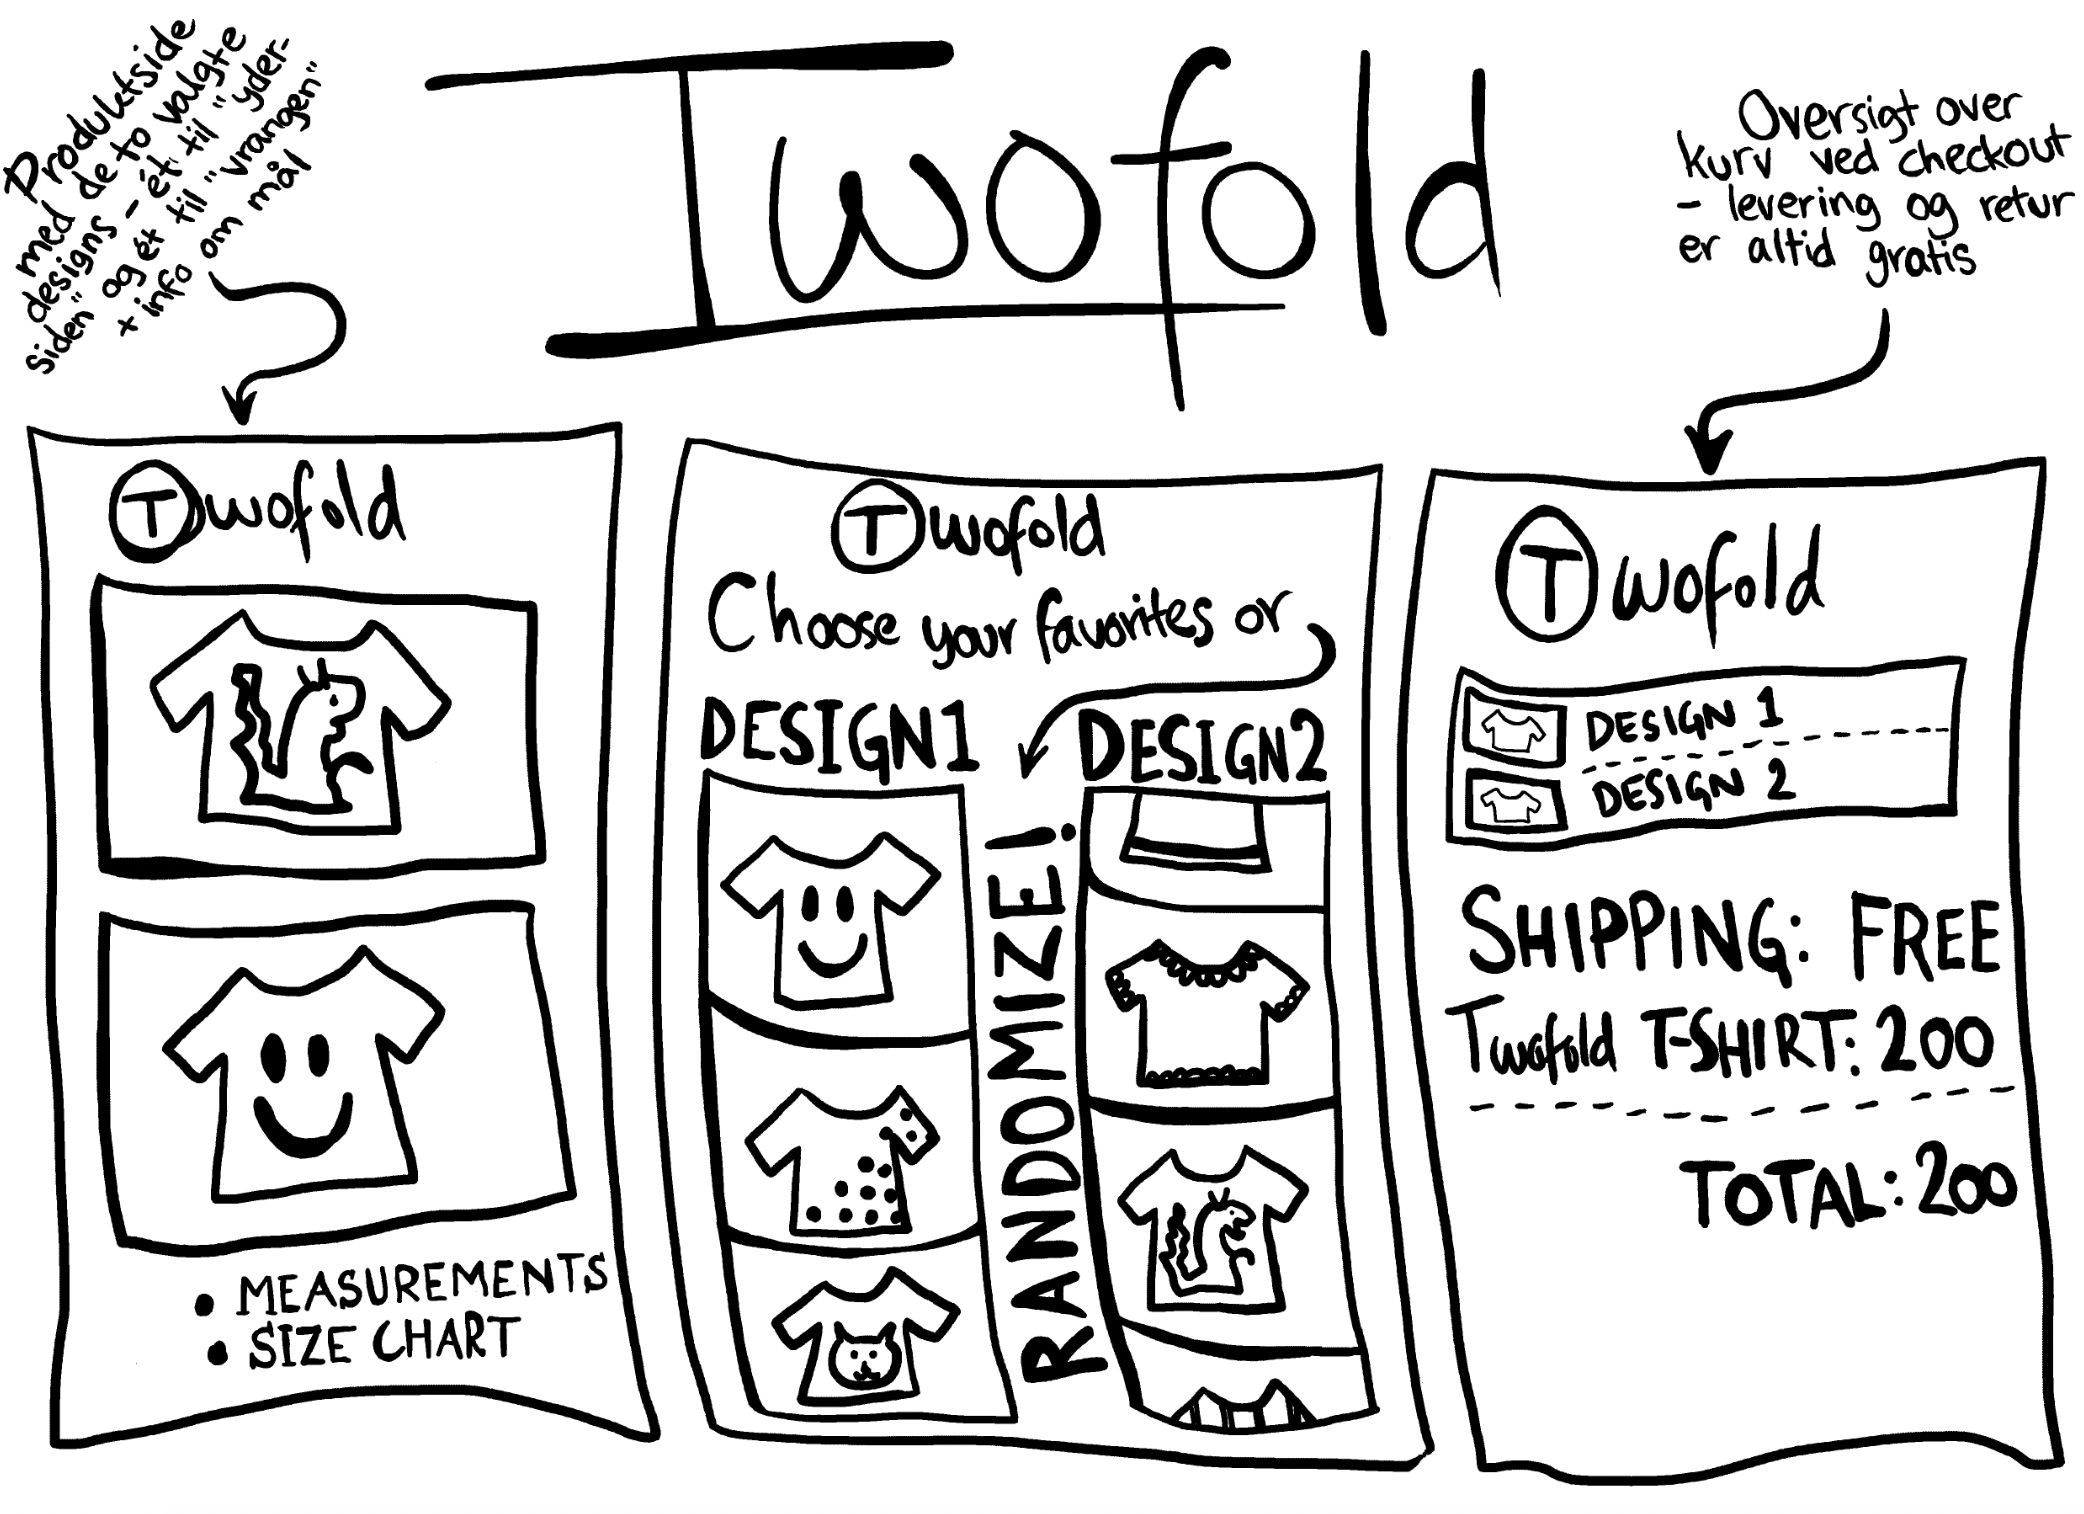 Twofold
Produktside
med de to valgte
designs - ét til "yder-
siden" og ét til "vrangen"
+ info om mål
Oversigt over
kurv ved checkout
- levering og retur
er altid gratis
Twofold
• MEASUREMENTS
• SIZE CHART
Twofold
Choose your favorites or
DESIGN1
DESIGN2
RANDOMIZE!
Twofold
DESIGN 1
DESIGN 2
SHIPPING: FREE
Twofold T-SHIRT: 200
TOTAL: 200